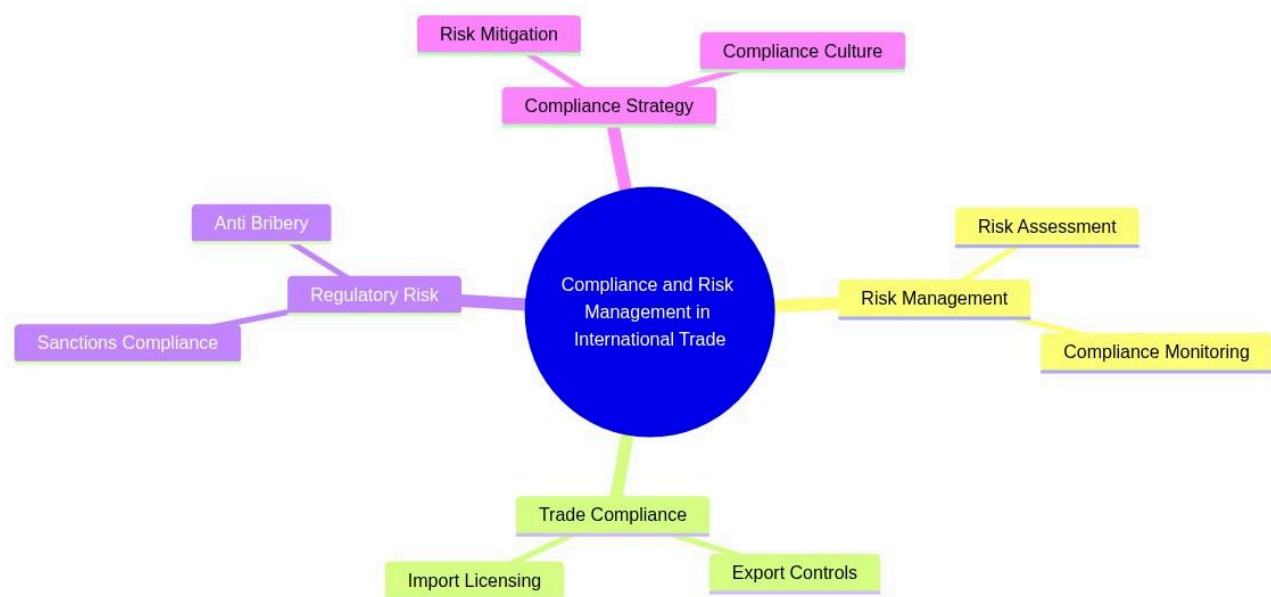 Risk Mitigation
Compliance Culture
Compliance Strategy
Anti Bribery
Regulatory Risk
Sanctions Compliance
Compliance and Risk
Management in
International Trade
Risk Assessment
Risk Management
Compliance Monitoring
Trade Compliance
Import Licensing
Export Controls